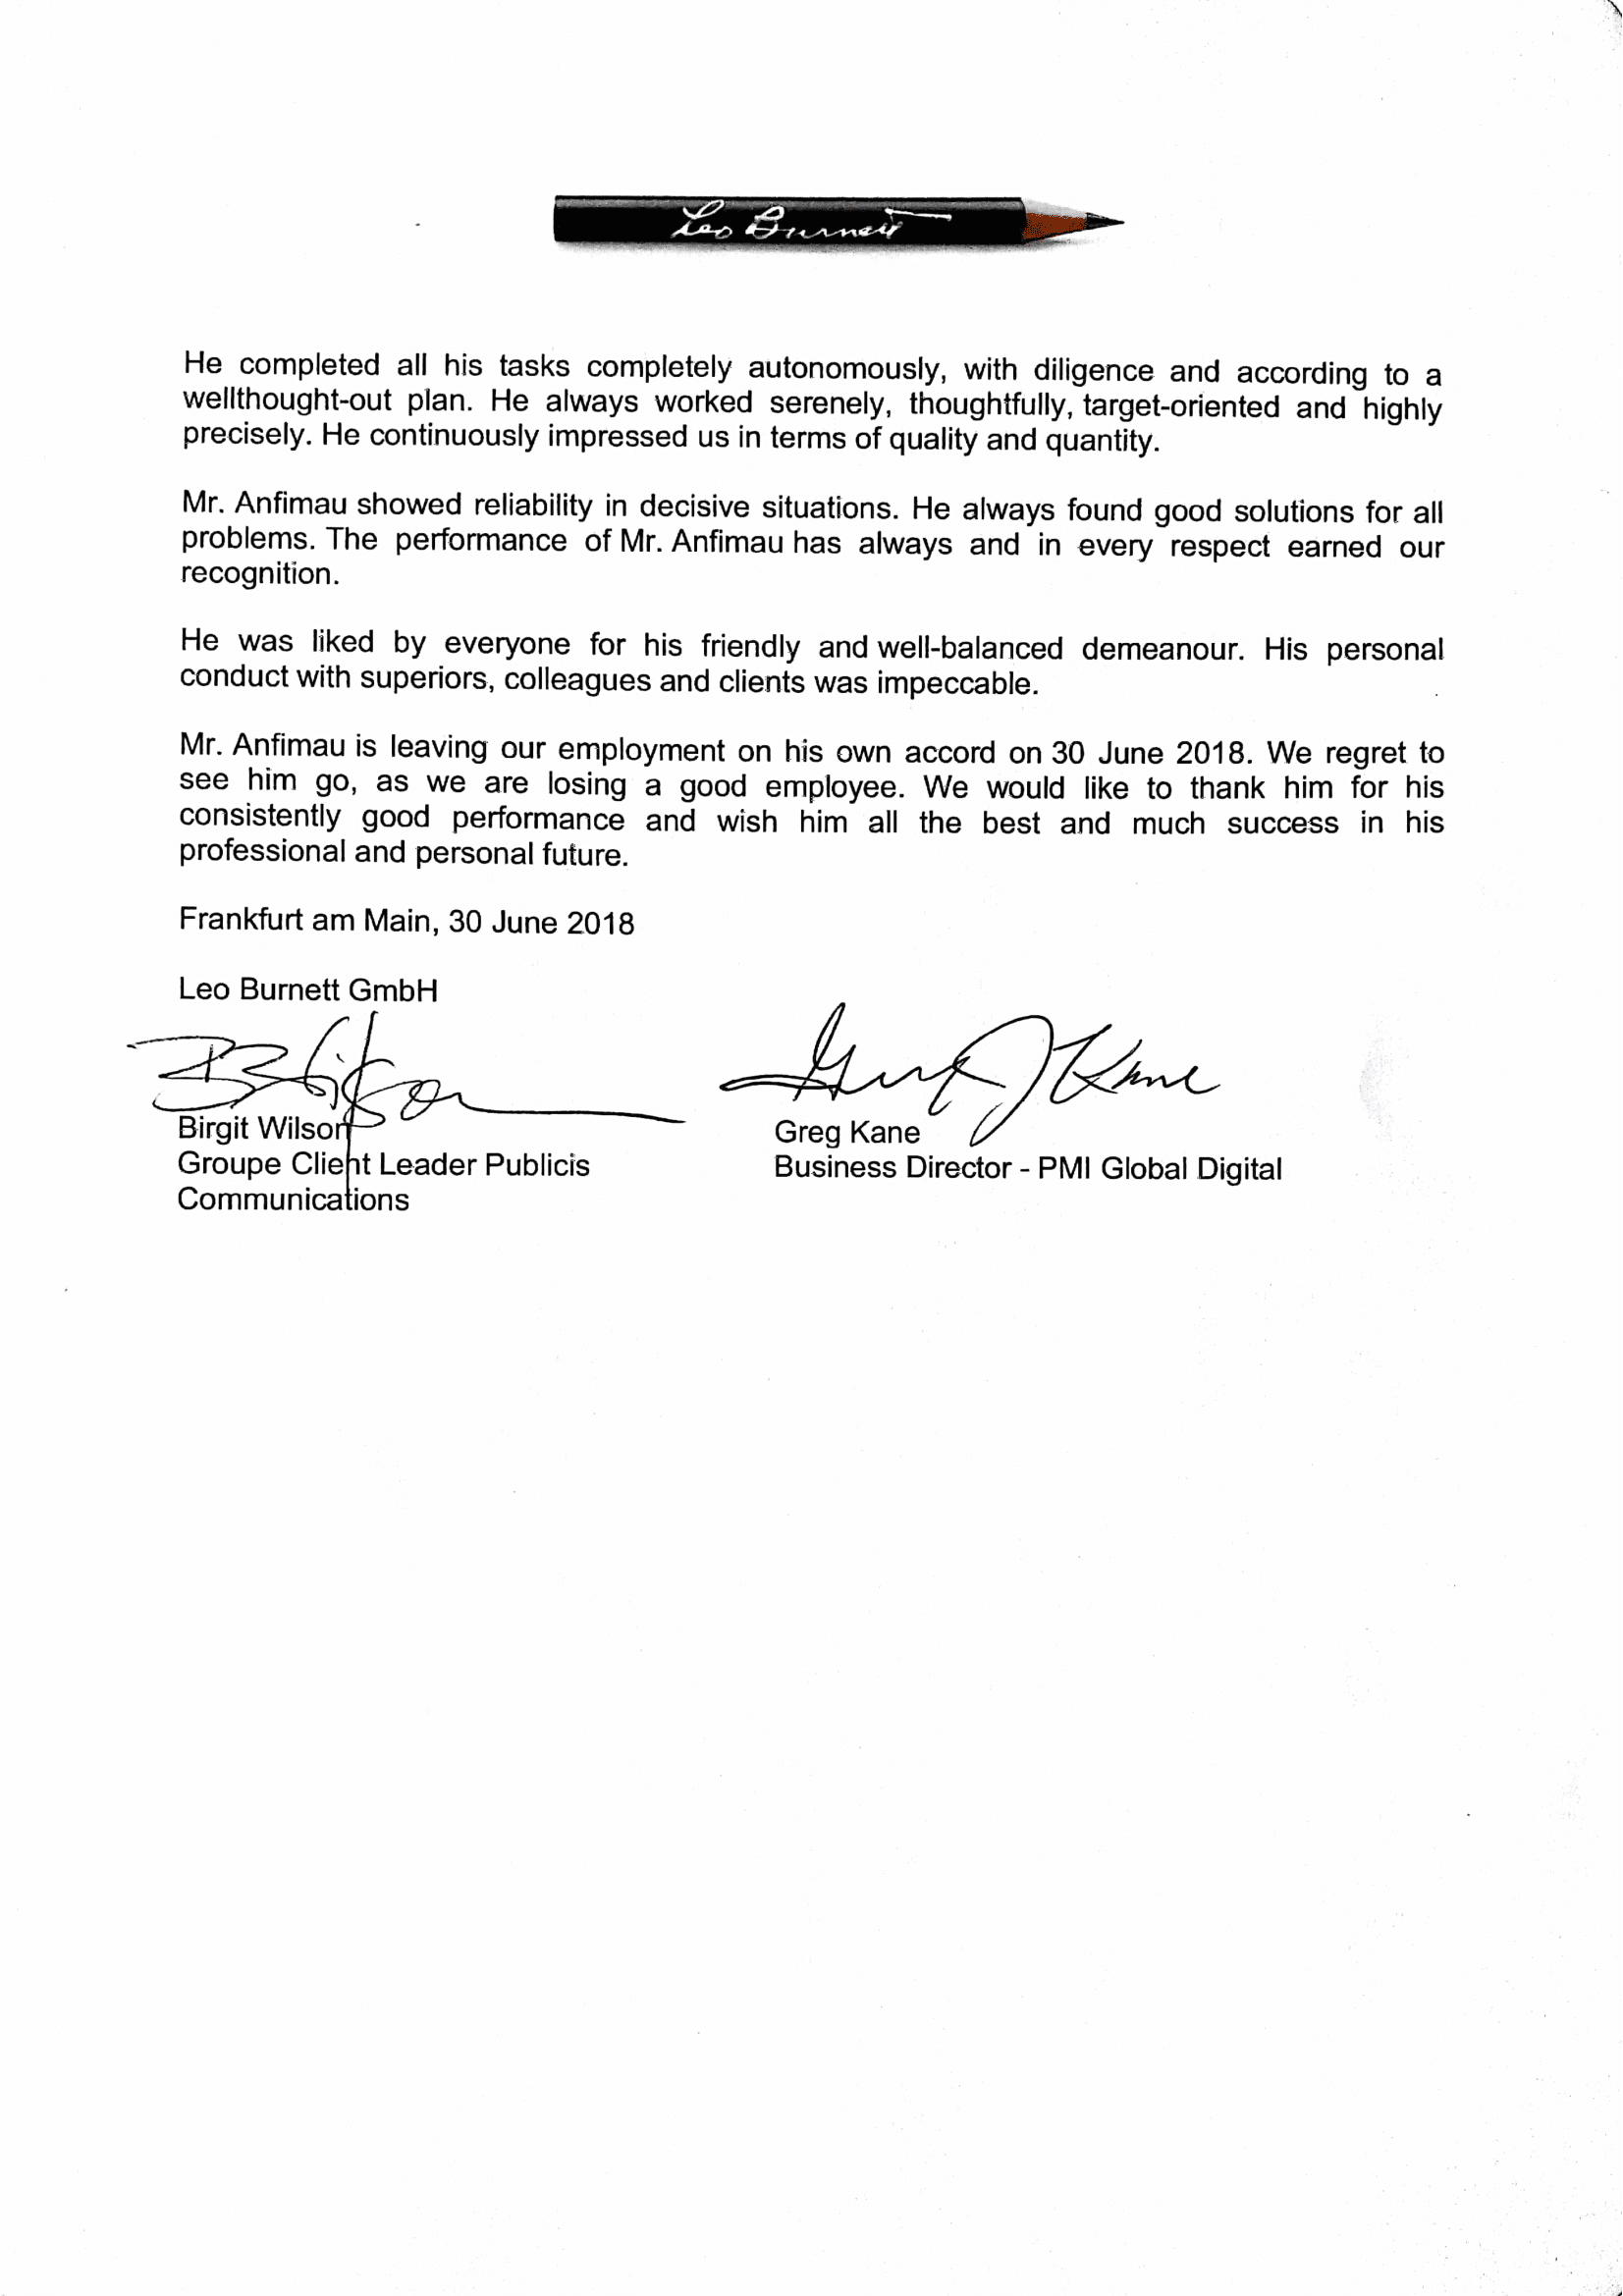 Leo Burnett
He completed all his tasks completely autonomously, with diligence and according to a
wellthought-out plan. He always worked serenely, thoughtfully, target-oriented and highly
precisely. He continuously impressed us in terms of quality and quantity.
Mr. Anfimau showed reliability in decisive situations. He always found good solutions for all
problems. The performance of Mr. Anfimau has always and in every respect earned our
recognition.
He was liked by everyone for his friendly and well-balanced demeanour. His personal
conduct with superiors, colleagues and clients was impeccable.
Mr. Anfimau is leaving our employment on his own accord on 30 June 2018. We regret to
see him go, as we are losing a good employee. We would like to thank him for his
consistently good performance and wish him all the best and much success in his
professional and personal future.
Frankfurt am Main, 30 June 2018
Leo Burnett GmbH
Birgit Wilson
Groupe Client Leader Publicis
Communications
Greg J Kane
Greg Kane
Business Director - PMI Global Digital